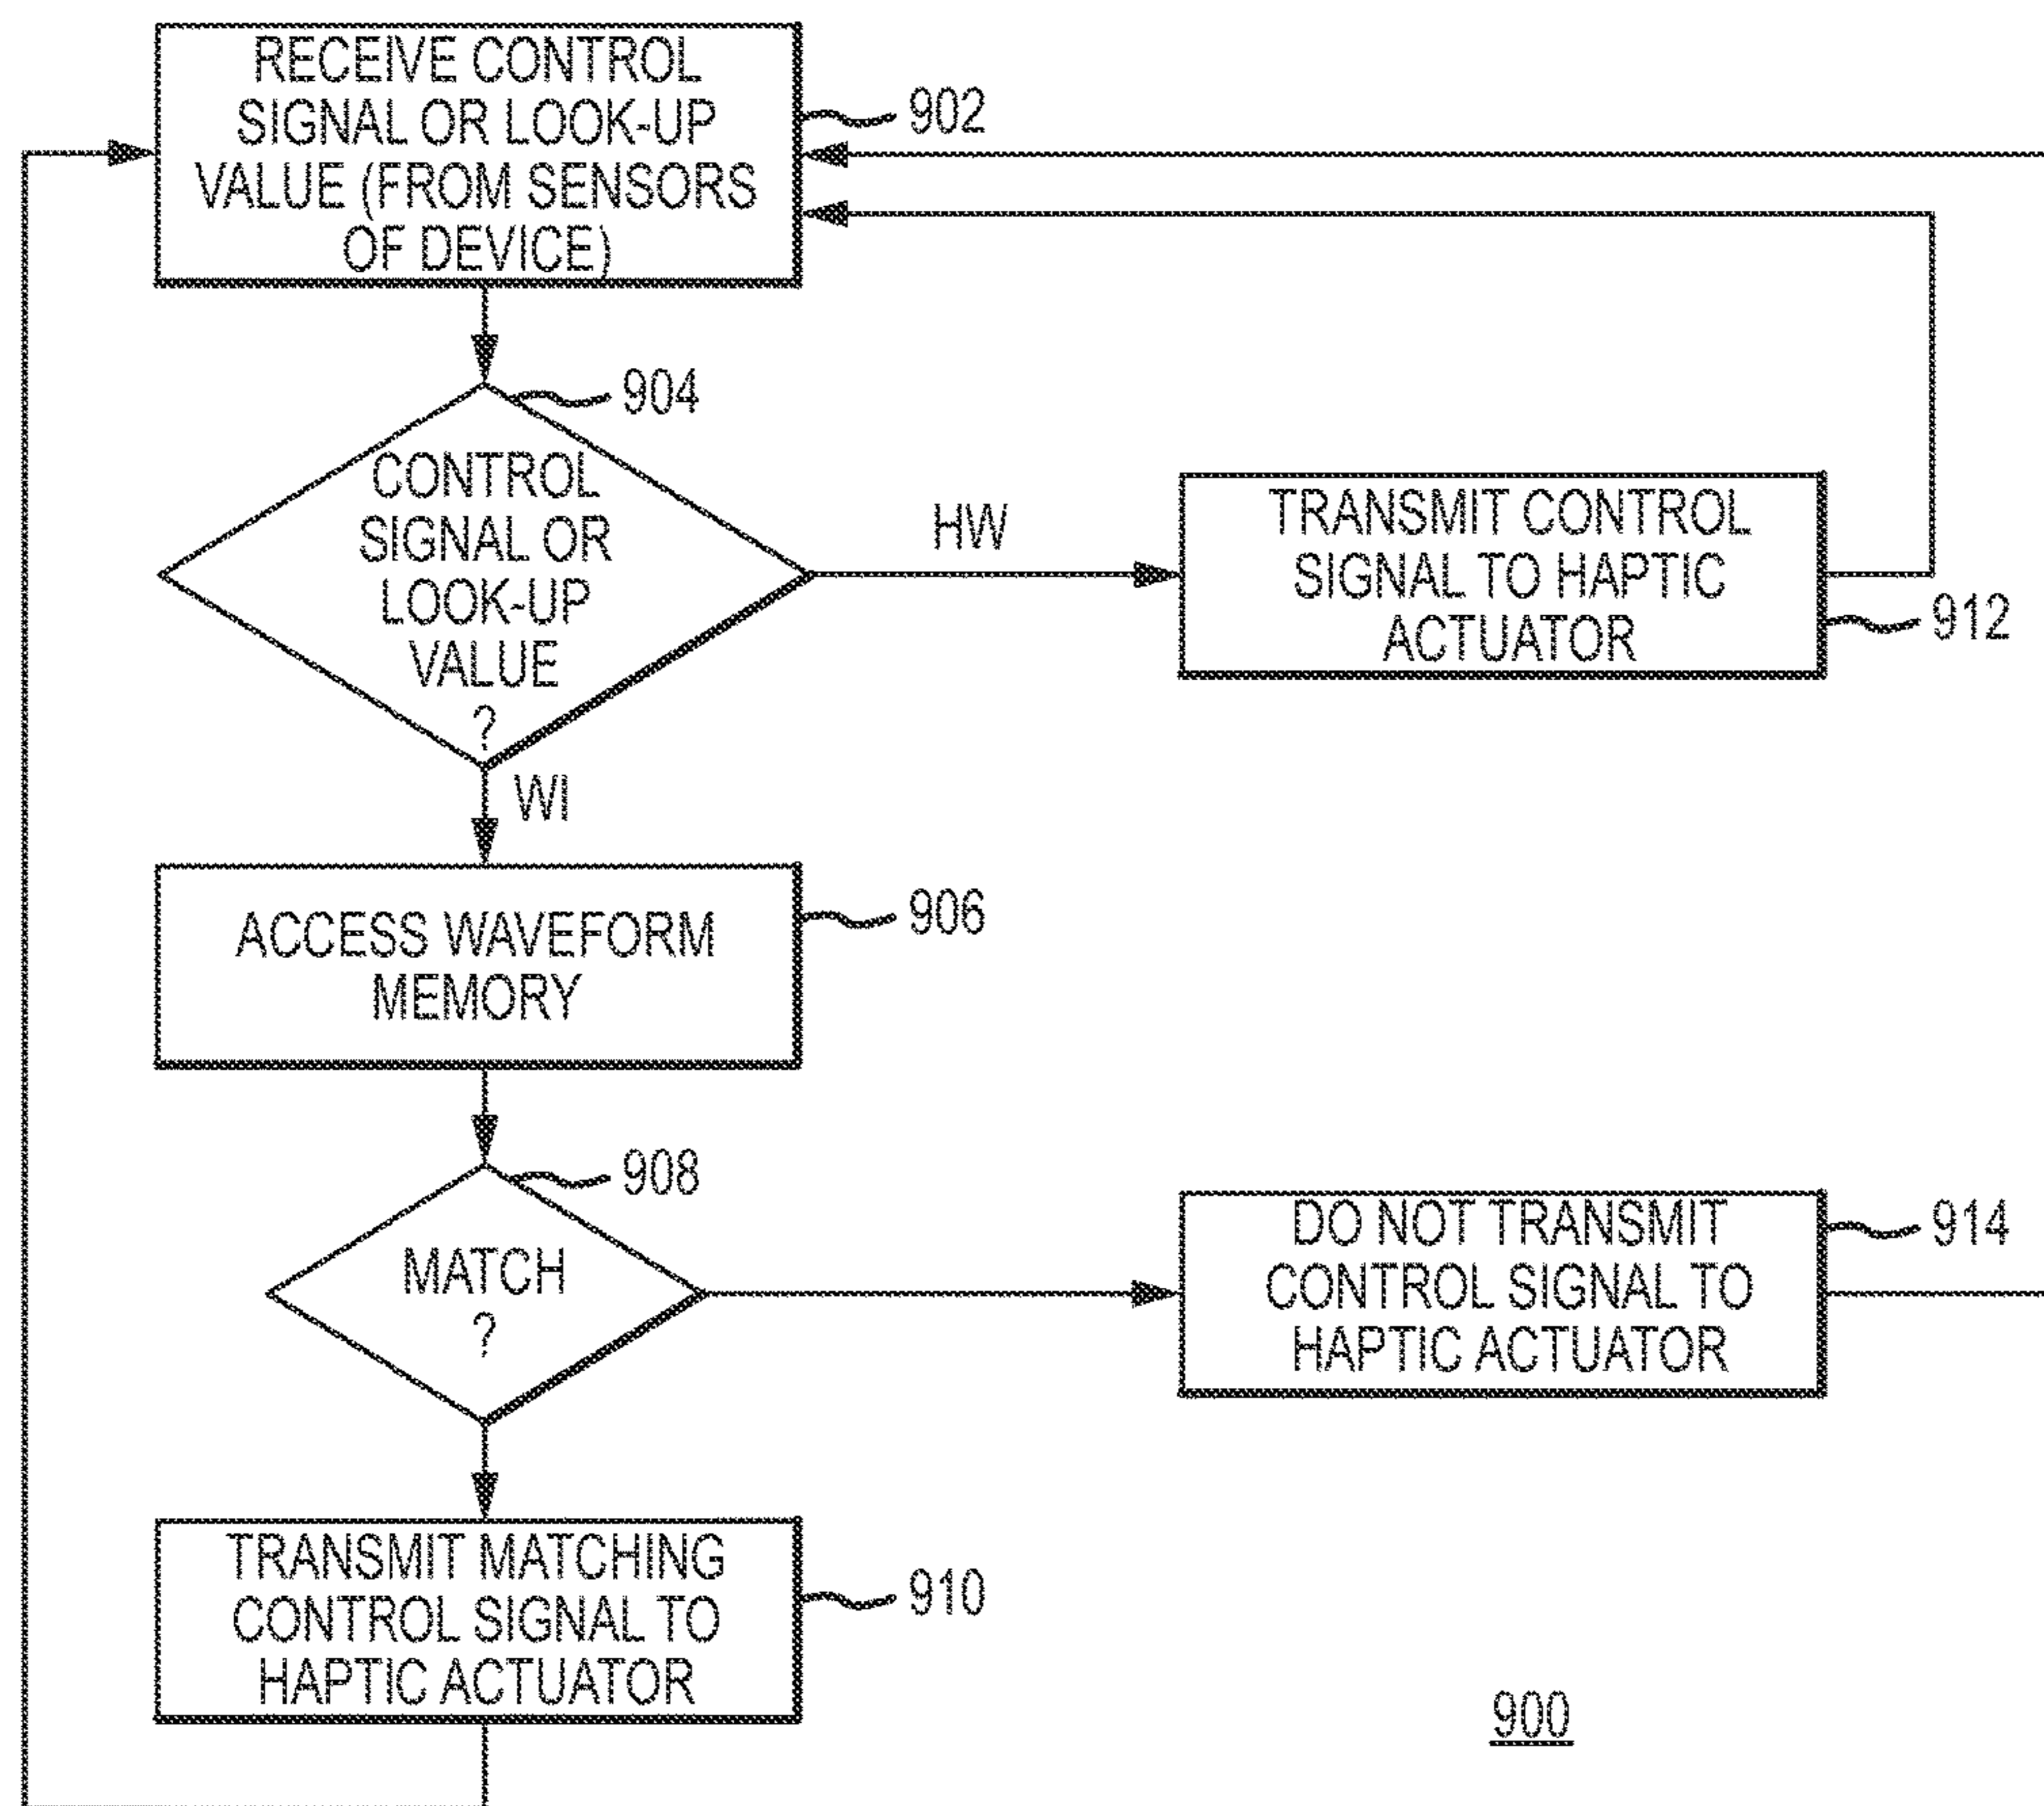 RECEIVE CONTROL
SIGNAL OR LOOK-UP
VALUE (FROM SENSORS
OF DEVICE)
902
904
CONTROL
SIGNAL OR
LOOK-UP
VALUE
?
HW
TRANSMIT CONTROL
SIGNAL TO HAPTIC
ACTUATOR
912
WI
ACCESS WAVEFORM
MEMORY
906
908
MATCH
?
DO NOT TRANSMIT
CONTROL SIGNAL TO
HAPTIC ACTUATOR
914
TRANSMIT MATCHING
CONTROL SIGNAL TO
HAPTIC ACTUATOR
910
900